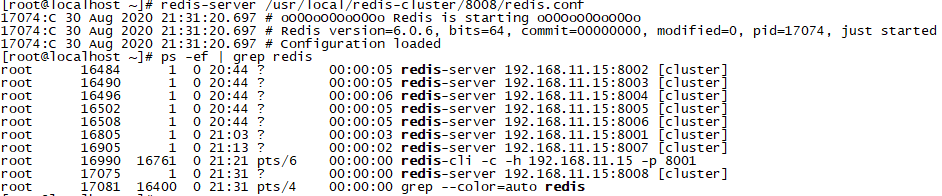 [root@localhost ~]# redis-server /usr/local/redis-cluster/8008/redis.conf
17074:C 30 Aug 2020 21:31:20.697 # oO0OoO0OoO0Oo Redis is starting oO0OoO0OoO0Oo
17074:C 30 Aug 2020 21:31:20.697 # Redis version=6.0.6, bits=64, commit=00000000, modified=0, pid=17074, just started
17074:C 30 Aug 2020 21:31:20.697 # Configuration loaded
[root@localhost ~]# ps -ef | grep redis
root 16484 1 0 20:44 ? 00:00:05 redis-server 192.168.11.15:8002 [cluster]
root 16490 1 0 20:44 ? 00:00:05 redis-server 192.168.11.15:8003 [cluster]
root 16496 1 0 20:44 ? 00:00:06 redis-server 192.168.11.15:8004 [cluster]
root 16502 1 0 20:44 ? 00:00:05 redis-server 192.168.11.15:8005 [cluster]
root 16508 1 0 20:44 ? 00:00:05 redis-server 192.168.11.15:8006 [cluster]
root 16805 1 0 21:03 ? 00:00:03 redis-server 192.168.11.15:8001 [cluster]
root 16905 1 0 21:13 ? 00:00:02 redis-server 192.168.11.15:8007 [cluster]
root 16990 16761 0 21:21 pts/6 00:00:00 redis-cli -c -h 192.168.11.15 -p 8001
root 17075 1 0 21:31 ? 00:00:00 redis-server 192.168.11.15:8008 [cluster]
root 17081 16400 0 21:31 pts/4 00:00:00 grep --color=auto redis